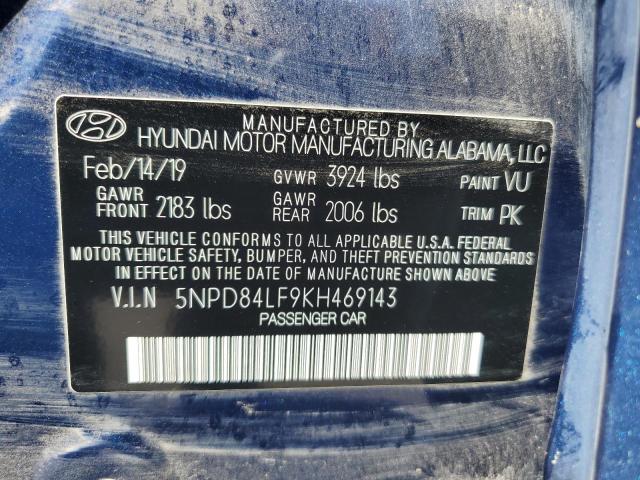 MANUFACTURED BY
HYUNDAI MOTOR MANUFACTURING ALABAMA, LLC
Feb/14/19 GVWR 3924 lbs PAINT VU
GAWR FRONT 2183 lbs GAWR REAR 2006 lbs TRIM PK
THIS VEHICLE CONFORMS TO ALL APPLICABLE U.S.A. FEDERAL
MOTOR VEHICLE SAFETY, BUMPER, AND THEFT PREVENTION STANDARDS
IN EFFECT ON THE DATE OF MANUFACTURE SHOWN ABOVE.
V.I.N 5NPD84LF9KH469143
PASSENGER CAR